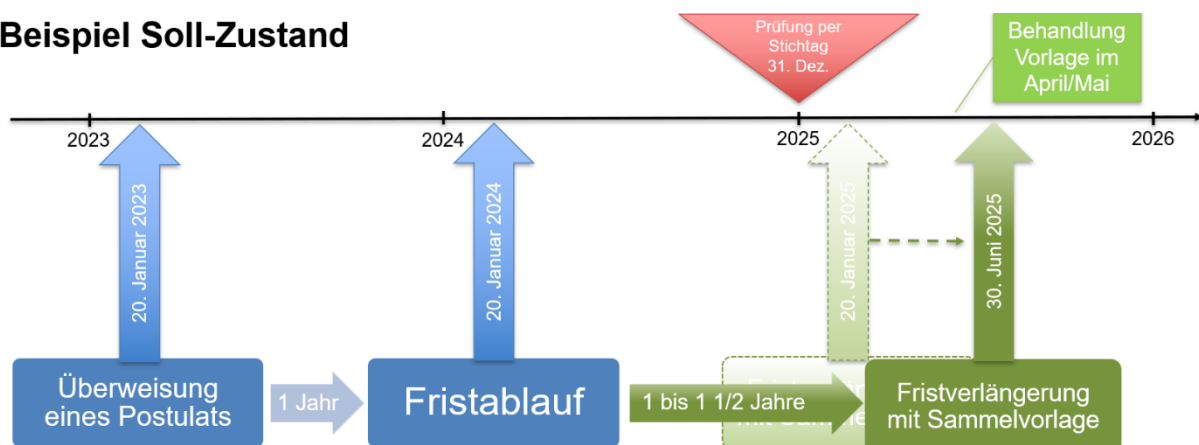 Beispiel Soll-Zustand
Prüfung per
Stichtag
31. Dez.
Behandlung
Vorlage im
April/Mai
2023
2024
2025
2026
20. Januar 2023
20. Januar 2024
20. Januar 2025
30. Juni 2025
Überweisung
eines Postulats
1 Jahr
Fristablauf
1 bis 1 1/2 Jahre
Fristverlängerung
mit Sammelvorlage